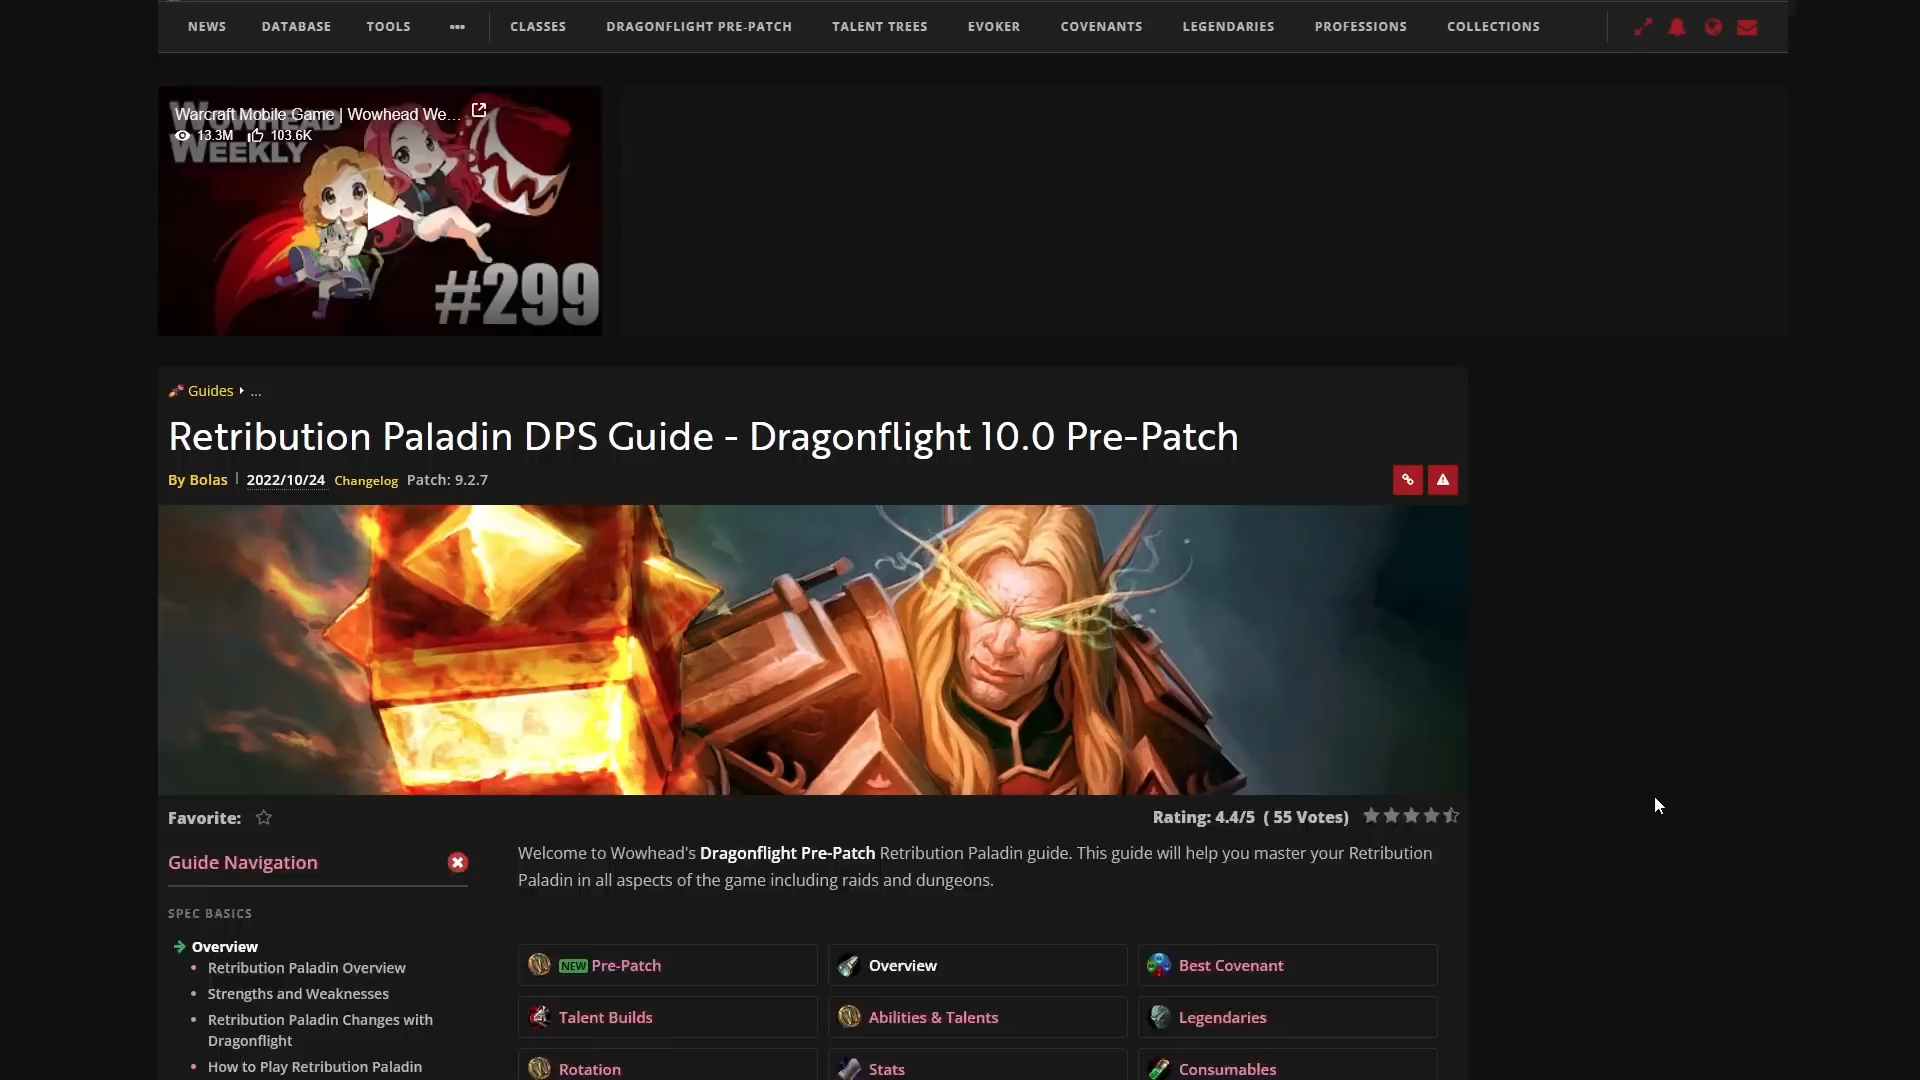 NEWS DATABASE TOOLS ••• CLASSES DRAGONFLIGHT PRE-PATCH TALENT TREES EVOKER COVENANTS LEGENDARIES PROFESSIONS COLLECTIONS
Warcraft Mobile Game | Wowhead We...
13.3M 103.6K
WOWHEAD
WEEKLY
#299
Guides ...
Retribution Paladin DPS Guide - Dragonflight 10.0 Pre-Patch
By Bolas | 2022/10/24 Changelog Patch: 9.2.7
Favorite:
Rating: 4.4/5 ( 55 Votes)
Guide Navigation
SPEC BASICS
Overview
• Retribution Paladin Overview
• Strengths and Weaknesses
• Retribution Paladin Changes with
Dragonflight
• How to Play Retribution Paladin
Welcome to Wowhead's Dragonflight Pre-Patch Retribution Paladin guide. This guide will help you master your Retribution
Paladin in all aspects of the game including raids and dungeons.
NEW Pre-Patch
Overview
Best Covenant
Talent Builds
Abilities & Talents
Legendaries
Rotation
Stats
Consumables